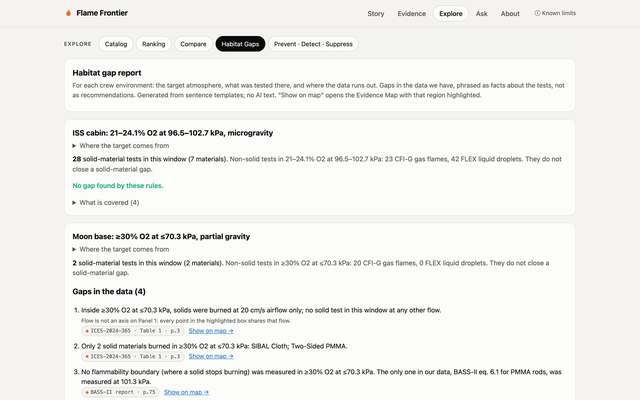 Flame Frontier
Story Evidence Explore Ask About ⓘ Known limits
EXPLORE Catalog Ranking Compare Habitat Gaps Prevent · Detect · Suppress
Habitat gap report
For each crew environment: the target atmosphere, what was tested there, and where the data runs out. Gaps in the data we have, phrased as facts about the tests, not
as recommendations. Generated from sentence templates; no AI text. "Show on map" opens the Evidence Map with that region highlighted.
ISS cabin: 21–24.1% O2 at 96.5–102.7 kPa, microgravity
▶ Where the target comes from
28 solid-material tests in this window (7 materials). Non-solid tests in 21–24.1% O2 at 96.5–102.7 kPa: 23 CFI-G gas flames, 42 FLEX liquid droplets. They do not
close a solid-material gap.
No gap found by these rules.
▶ What is covered (4)
Moon base: ≥30% O2 at ≤70.3 kPa, partial gravity
▶ Where the target comes from
2 solid-material tests in this window (2 materials). Non-solid tests in ≥30% O2 at ≤70.3 kPa: 20 CFI-G gas flames, 0 FLEX liquid droplets. They do not close a
solid-material gap.
Gaps in the data (4)
1. Inside ≥30% O2 at ≤70.3 kPa, solids were burned at 20 cm/s airflow only; no solid test in this window at any other flow.
Flow is not an axis on Panel 1: every point in the highlighted box shares that flow.
ICES-2024-365 · Table 1 · p.3 Show on map →
2. Only 2 solid materials burned in ≥30% O2 at ≤70.3 kPa: SIBAL Cloth; Two-Sided PMMA.
ICES-2024-365 · Table 1 · p.3 Show on map →
3. No flammability boundary (where a solid stops burning) was measured in ≥30% O2 at ≤70.3 kPa. The only one in our data, BASS-II eq. 6.1 for PMMA rods, was
measured at 101.3 kPa.
BASS-II report · p.75 Show on map →